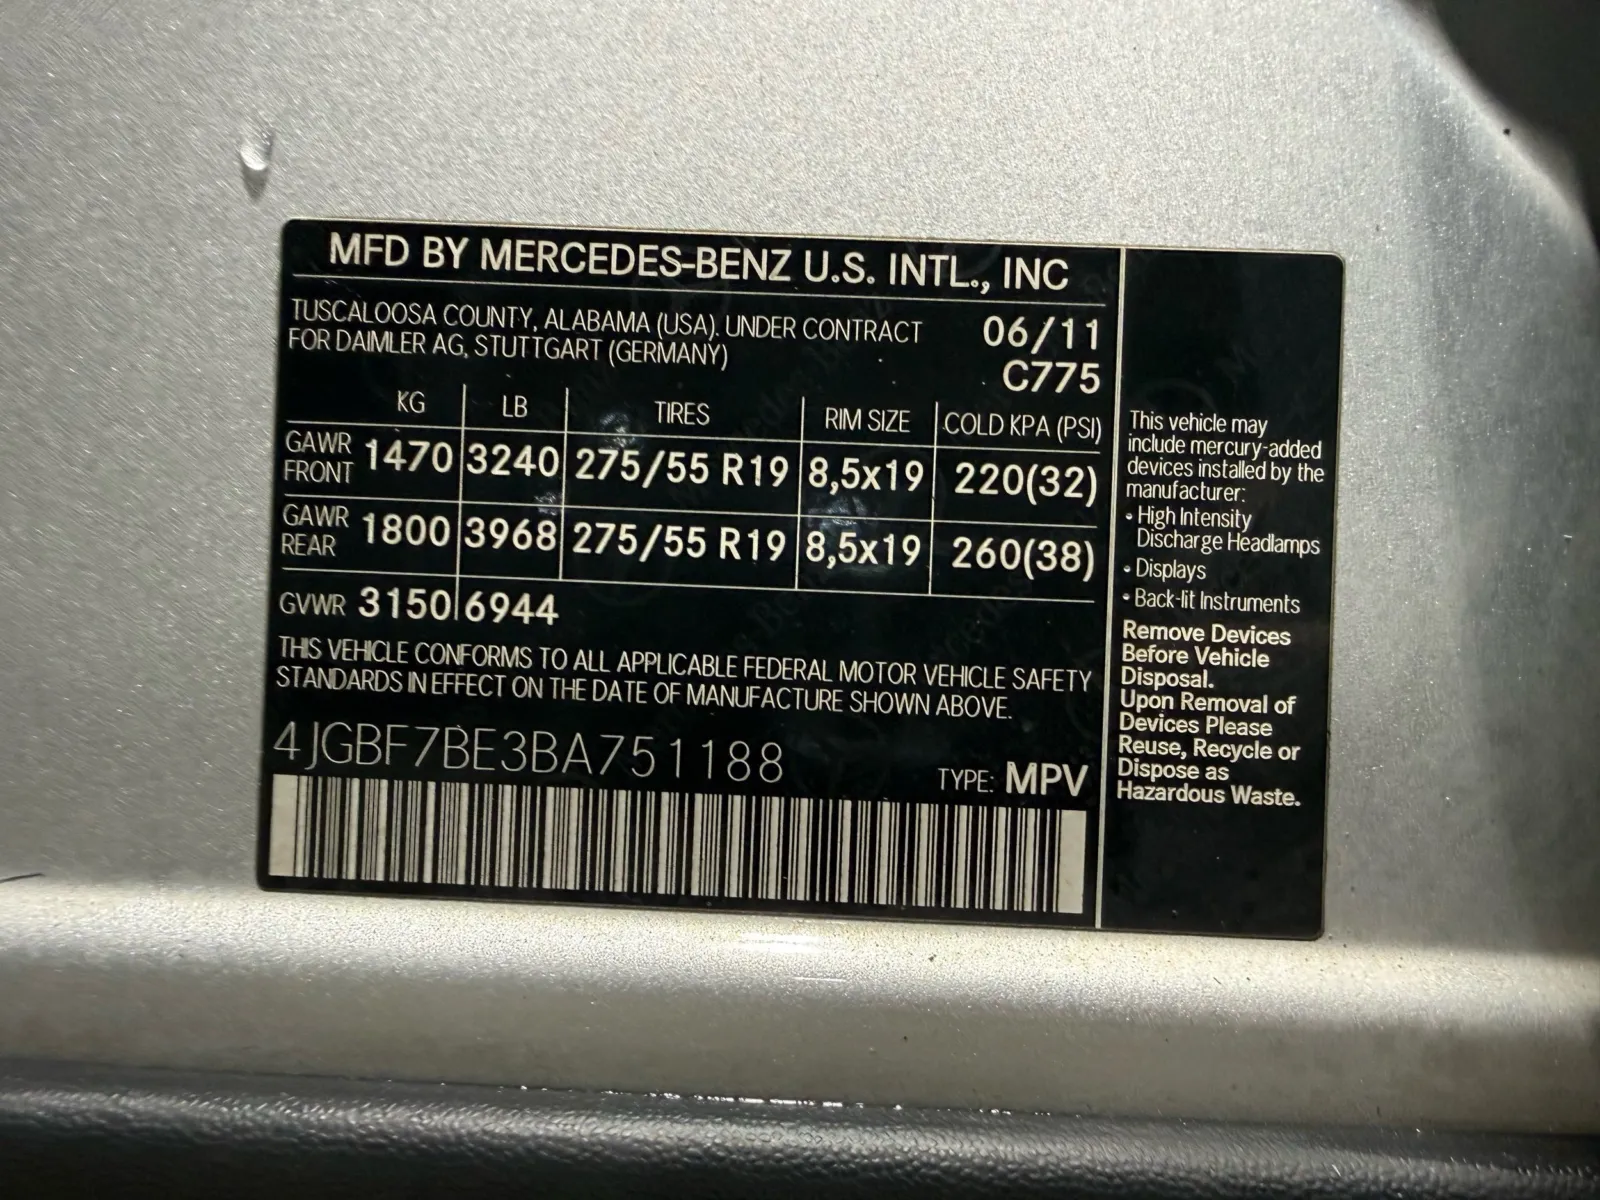 MFD BY MERCEDES-BENZ U.S. INTL., INC
TUSCALOOSA COUNTY, ALABAMA (USA), UNDER CONTRACT
FOR DAIMLER AG, STUTTGART (GERMANY)
06/11
C775
KG LB TIRES RIM SIZE COLD KPA (PSI)
GAWR FRONT 1470 3240 275/55 R19 8,5x19 220(32)
GAWR REAR 1800 3968 275/55 R19 8,5x19 260(38)
GVWR 3150 6944
THIS VEHICLE CONFORMS TO ALL APPLICABLE FEDERAL MOTOR VEHICLE SAFETY
STANDARDS IN EFFECT ON THE DATE OF MANUFACTURE SHOWN ABOVE.
4JGBF7BE3BA751188
TYPE: MPV
This vehicle may
include mercury-added
devices installed by the
manufacturer:
• High Intensity
Discharge Headlamps
• Displays
• Back-lit Instruments
Remove Devices
Before Vehicle
Disposal.
Upon Removal of
Devices Please
Reuse, Recycle or
Dispose as
Hazardous Waste.